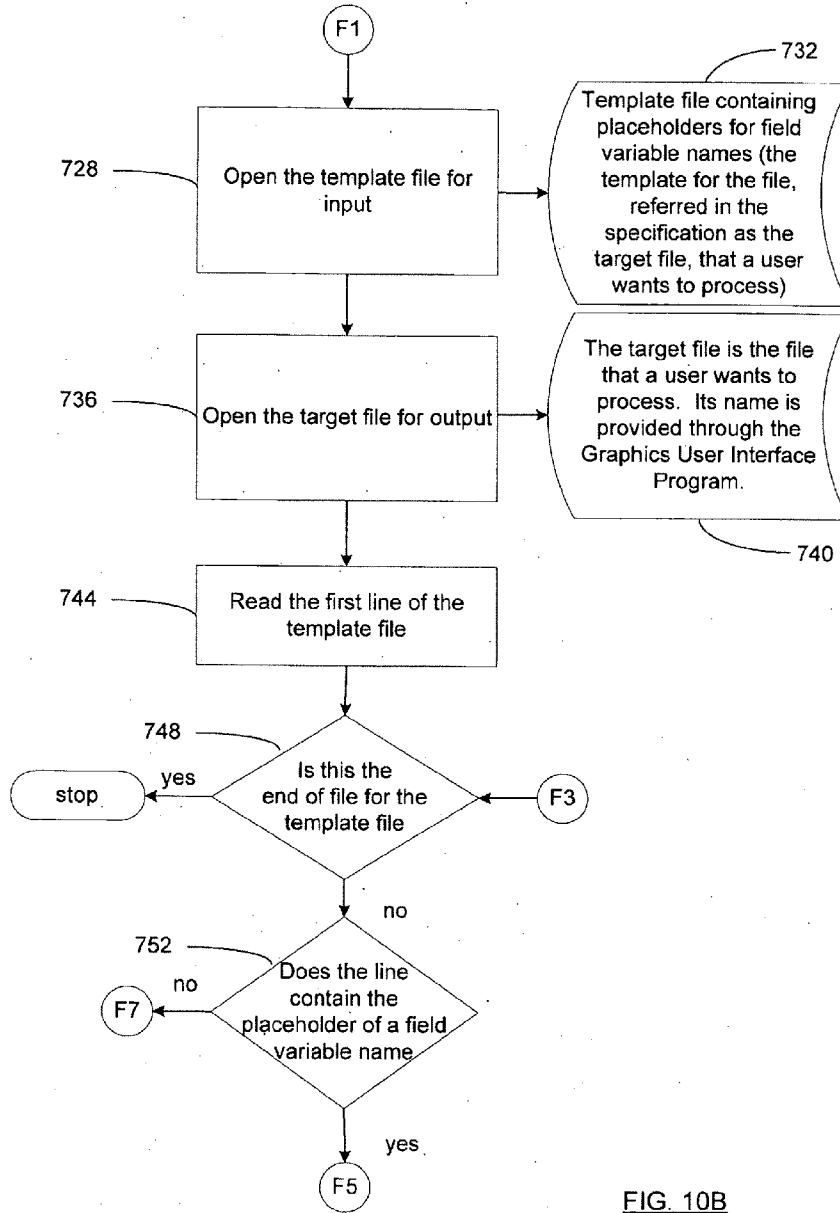 F1
732
Template file containing
placeholders for field
variable names (the
template for the file,
referred in the
specification as the
target file, that a user
wants to process)
728
Open the template file for
input
The target file is the file
that a user wants to
process. Its name is
provided through the
Graphics User Interface
Program.
736
Open the target file for output
740
744
Read the first line of the
template file
748
Is this the
end of file for the
template file
yes
stop
F3
no
752
Does the line
contain the
placeholder of a field
variable name
no
F7
yes
F5
FIG. 10B